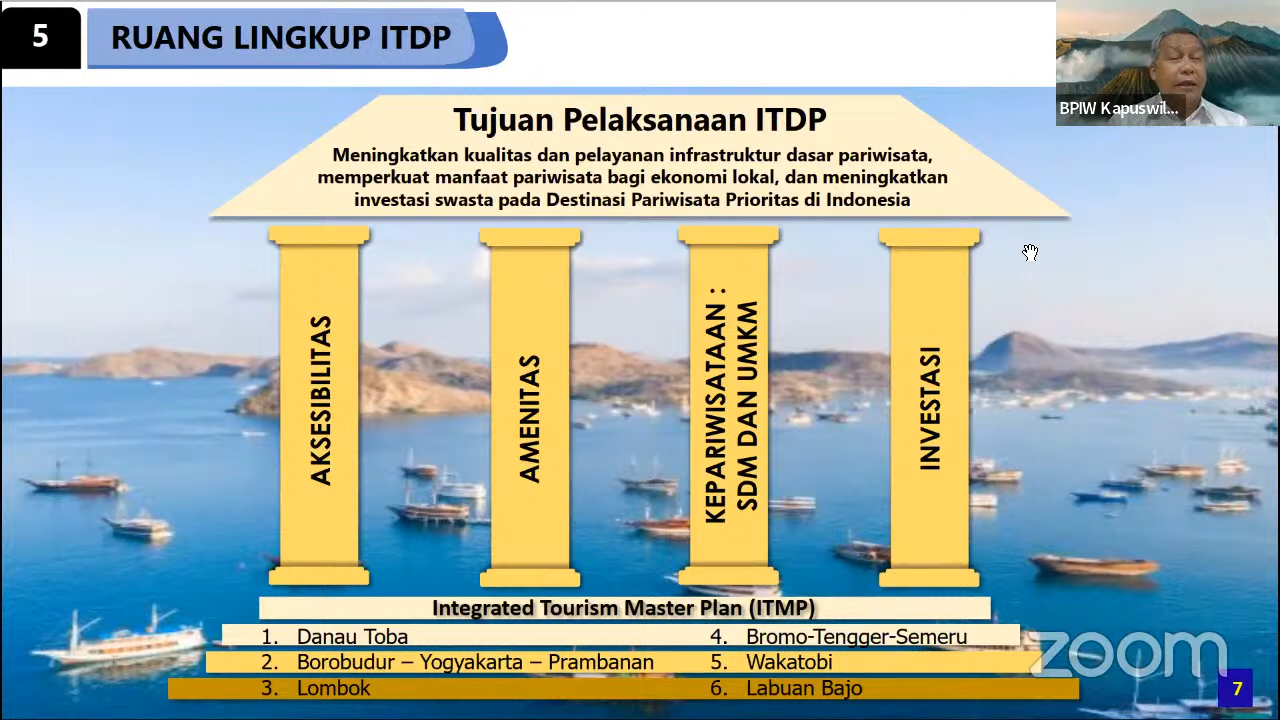 5
RUANG LINGKUP ITDP
BPIW Kapuswil...
Tujuan Pelaksanaan ITDP
Meningkatkan kualitas dan pelayanan infrastruktur dasar pariwisata,
memperkuat manfaat pariwisata bagi ekonomi lokal, dan meningkatkan
investasi swasta pada Destinasi Pariwisata Prioritas di Indonesia
AKSESIBILITAS
AMENITAS
KEPARIWISATAAN :
SDM DAN UMKM
INVESTASI
Integrated Tourism Master Plan (ITMP)
1. Danau Toba
2. Borobudur – Yogyakarta – Prambanan
3. Lombok
4. Bromo-Tengger-Semeru
5. Wakatobi
6. Labuan Bajo
zoom
7